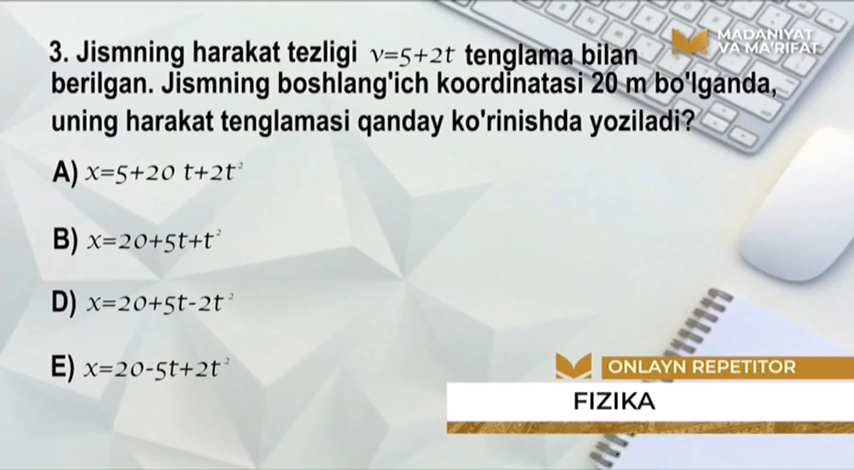 3. Jismning harakat tezligi v=5+2t tenglama bilan
berilgan. Jismning boshlang'ich koordinatasi 20 m bo'lganda,
uning harakat tenglamasi qanday ko'rinishda yoziladi?
A) x=5+20 t+2t²
B) x=20+5t+t²
D) x=20+5t-2t²
E) x=20-5t+2t²
MADANIYAT
VA MA'RIFAT
ONLAYN REPETITOR
FIZIKA